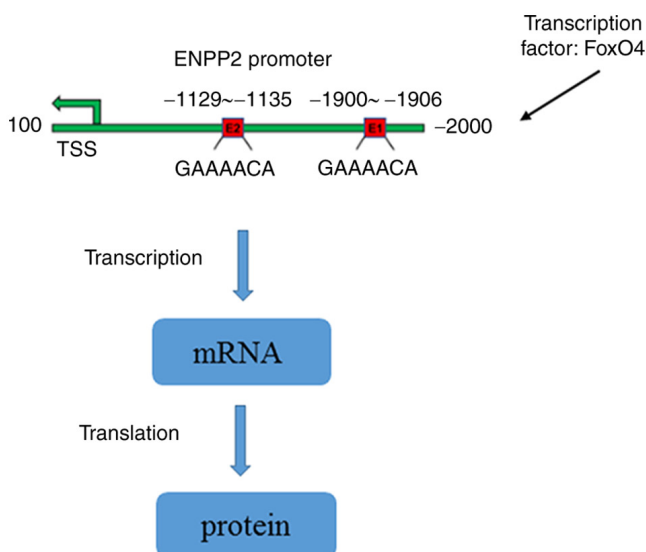 Transcription
factor: FoxO4
ENPP2 promoter
−1129~−1135 −1900~ −1906
100 E2 E1 −2000
TSS
GAAAACA GAAAACA
Transcription
mRNA
Translation
protein